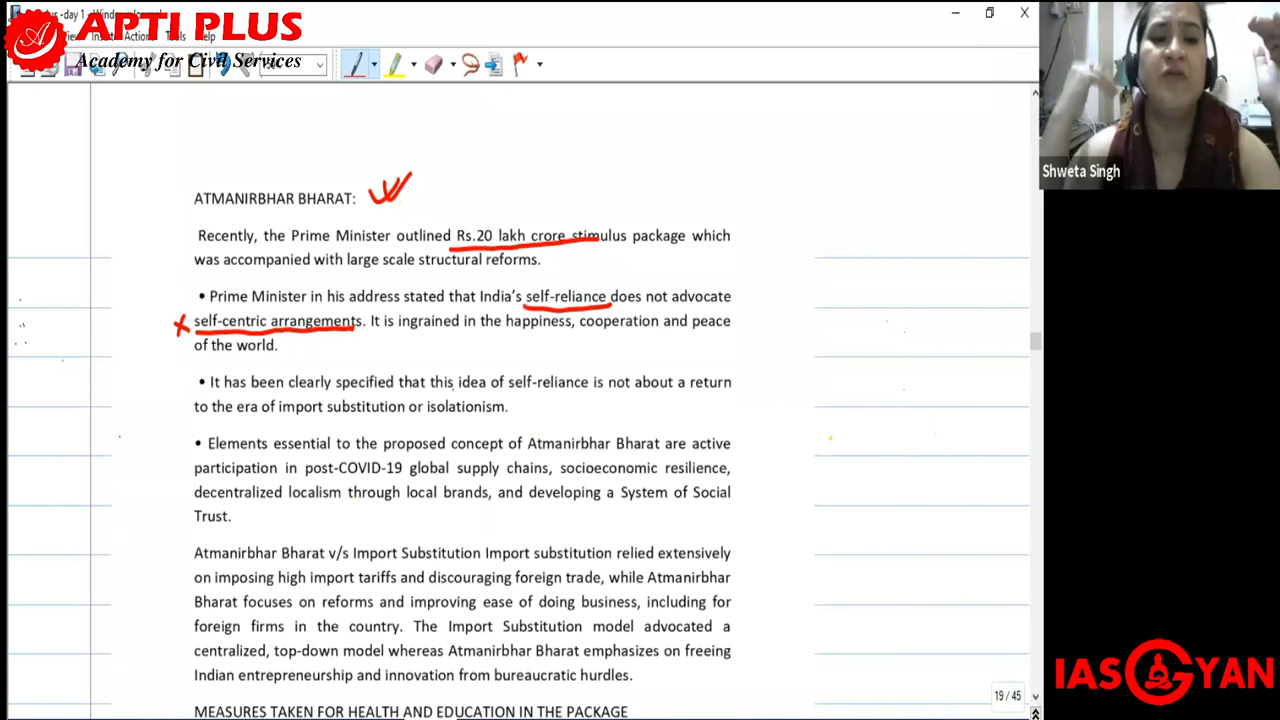 APTI PLUS
Academy for Civil Services
Shweta Singh
ATMANIRBHAR BHARAT:
Recently, the Prime Minister outlined Rs.20 lakh crore stimulus package which
was accompanied with large scale structural reforms.
• Prime Minister in his address stated that India's self-reliance does not advocate
self-centric arrangements. It is ingrained in the happiness, cooperation and peace
of the world.
• It has been clearly specified that this idea of self-reliance is not about a return
to the era of import substitution or isolationism.
• Elements essential to the proposed concept of Atmanirbhar Bharat are active
participation in post-COVID-19 global supply chains, socioeconomic resilience,
decentralized localism through local brands, and developing a System of Social
Trust.
Atmanirbhar Bharat v/s Import Substitution Import substitution relied extensively
on imposing high import tariffs and discouraging foreign trade, while Atmanirbhar
Bharat focuses on reforms and improving ease of doing business, including for
foreign firms in the country. The Import Substitution model advocated a
centralized, top-down model whereas Atmanirbhar Bharat emphasizes on freeing
Indian entrepreneurship and innovation from bureaucratic hurdles.
MEASURES TAKEN FOR HEALTH AND EDUCATION IN THE PACKAGE
19 / 45
IAS GYAN